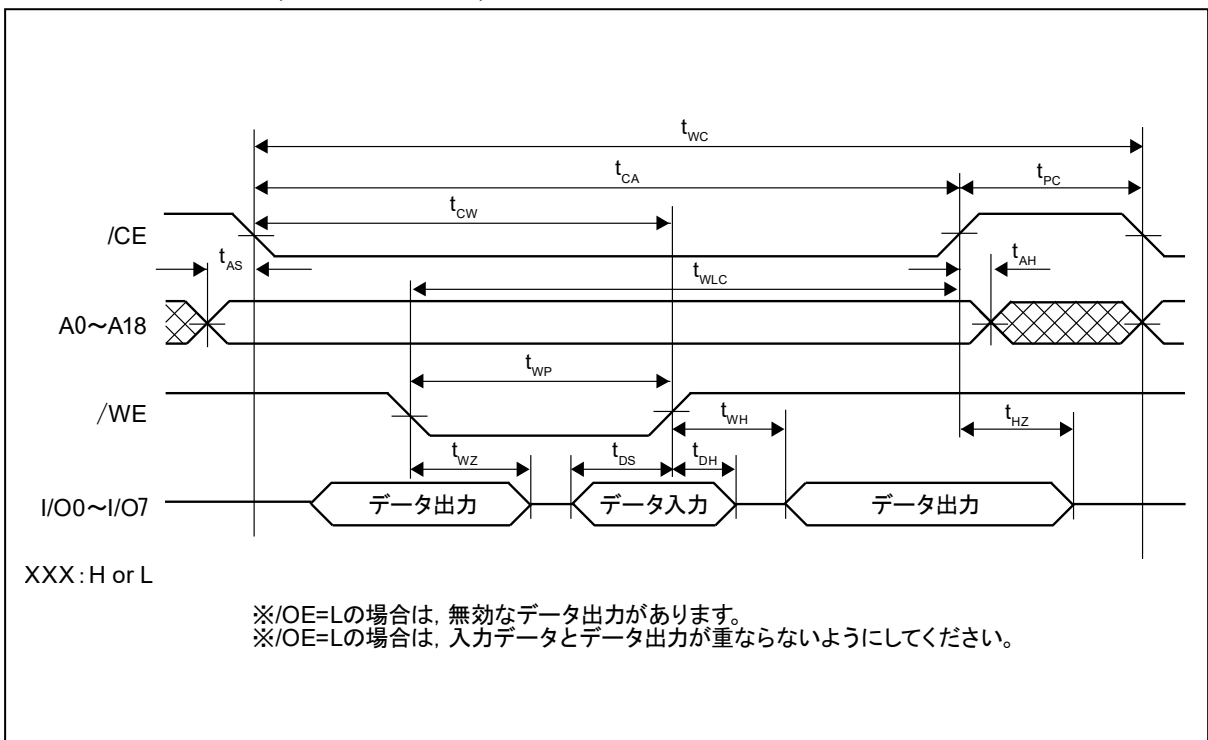 tWC
tCA
tPC
tCW
/CE
tAS
tAH
tWLC
A0～A18
tWP
/WE
tWH
tHZ
tWZ
tDS
tDH
I/O0～I/O7
データ出力
データ入力
データ出力
XXX：H or L
※/OE=Lの場合は，無効なデータ出力があります。
※/OE=Lの場合は，入力データとデータ出力が重ならないようにしてください。